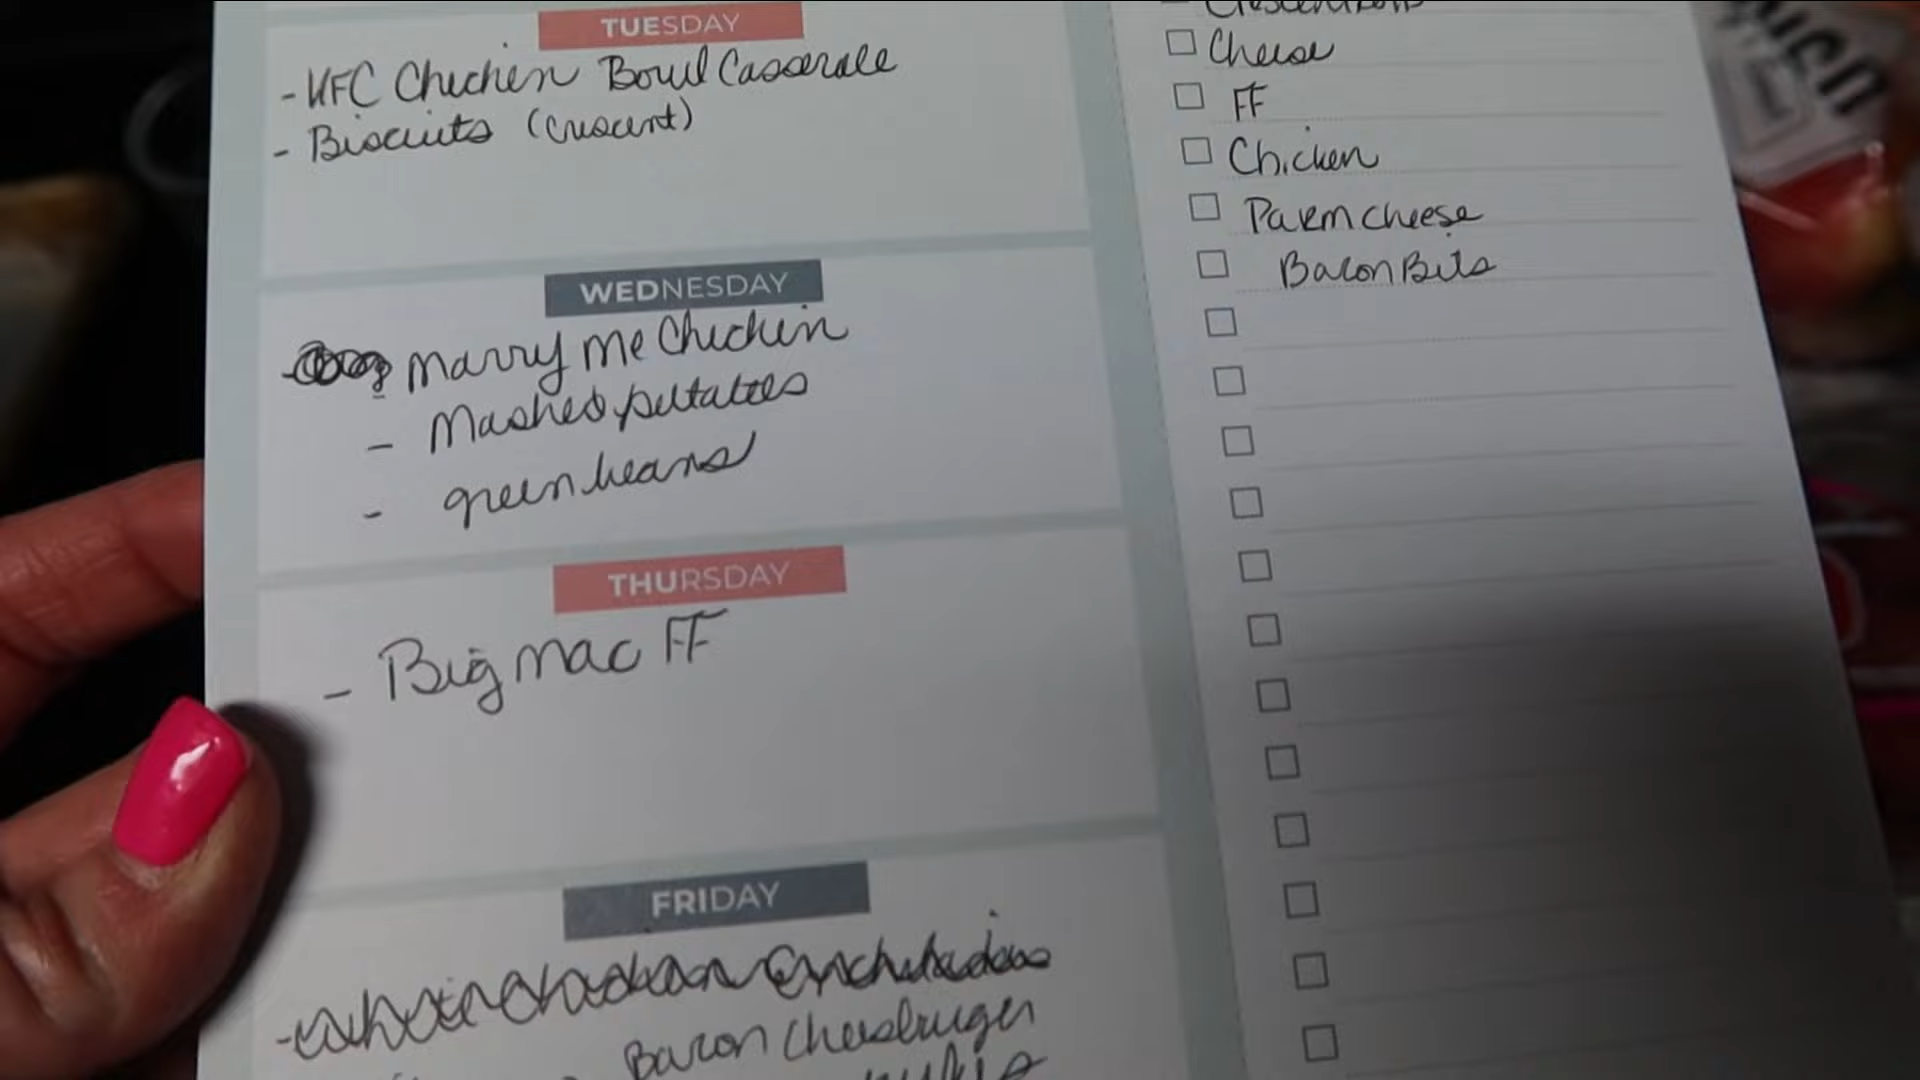 TUESDAY
- KFC Chicken Bowl Casserole
- Biscuits (crescent)
WEDNESDAY
- Marry Me Chicken
- Mashed potatoes
- green beans
THURSDAY
- Big Mac FF
FRIDAY
- white chicken Enchiladas
Bacon Cheesburger
Cheese
FF
Chicken
Parm cheese
Bacon Bits